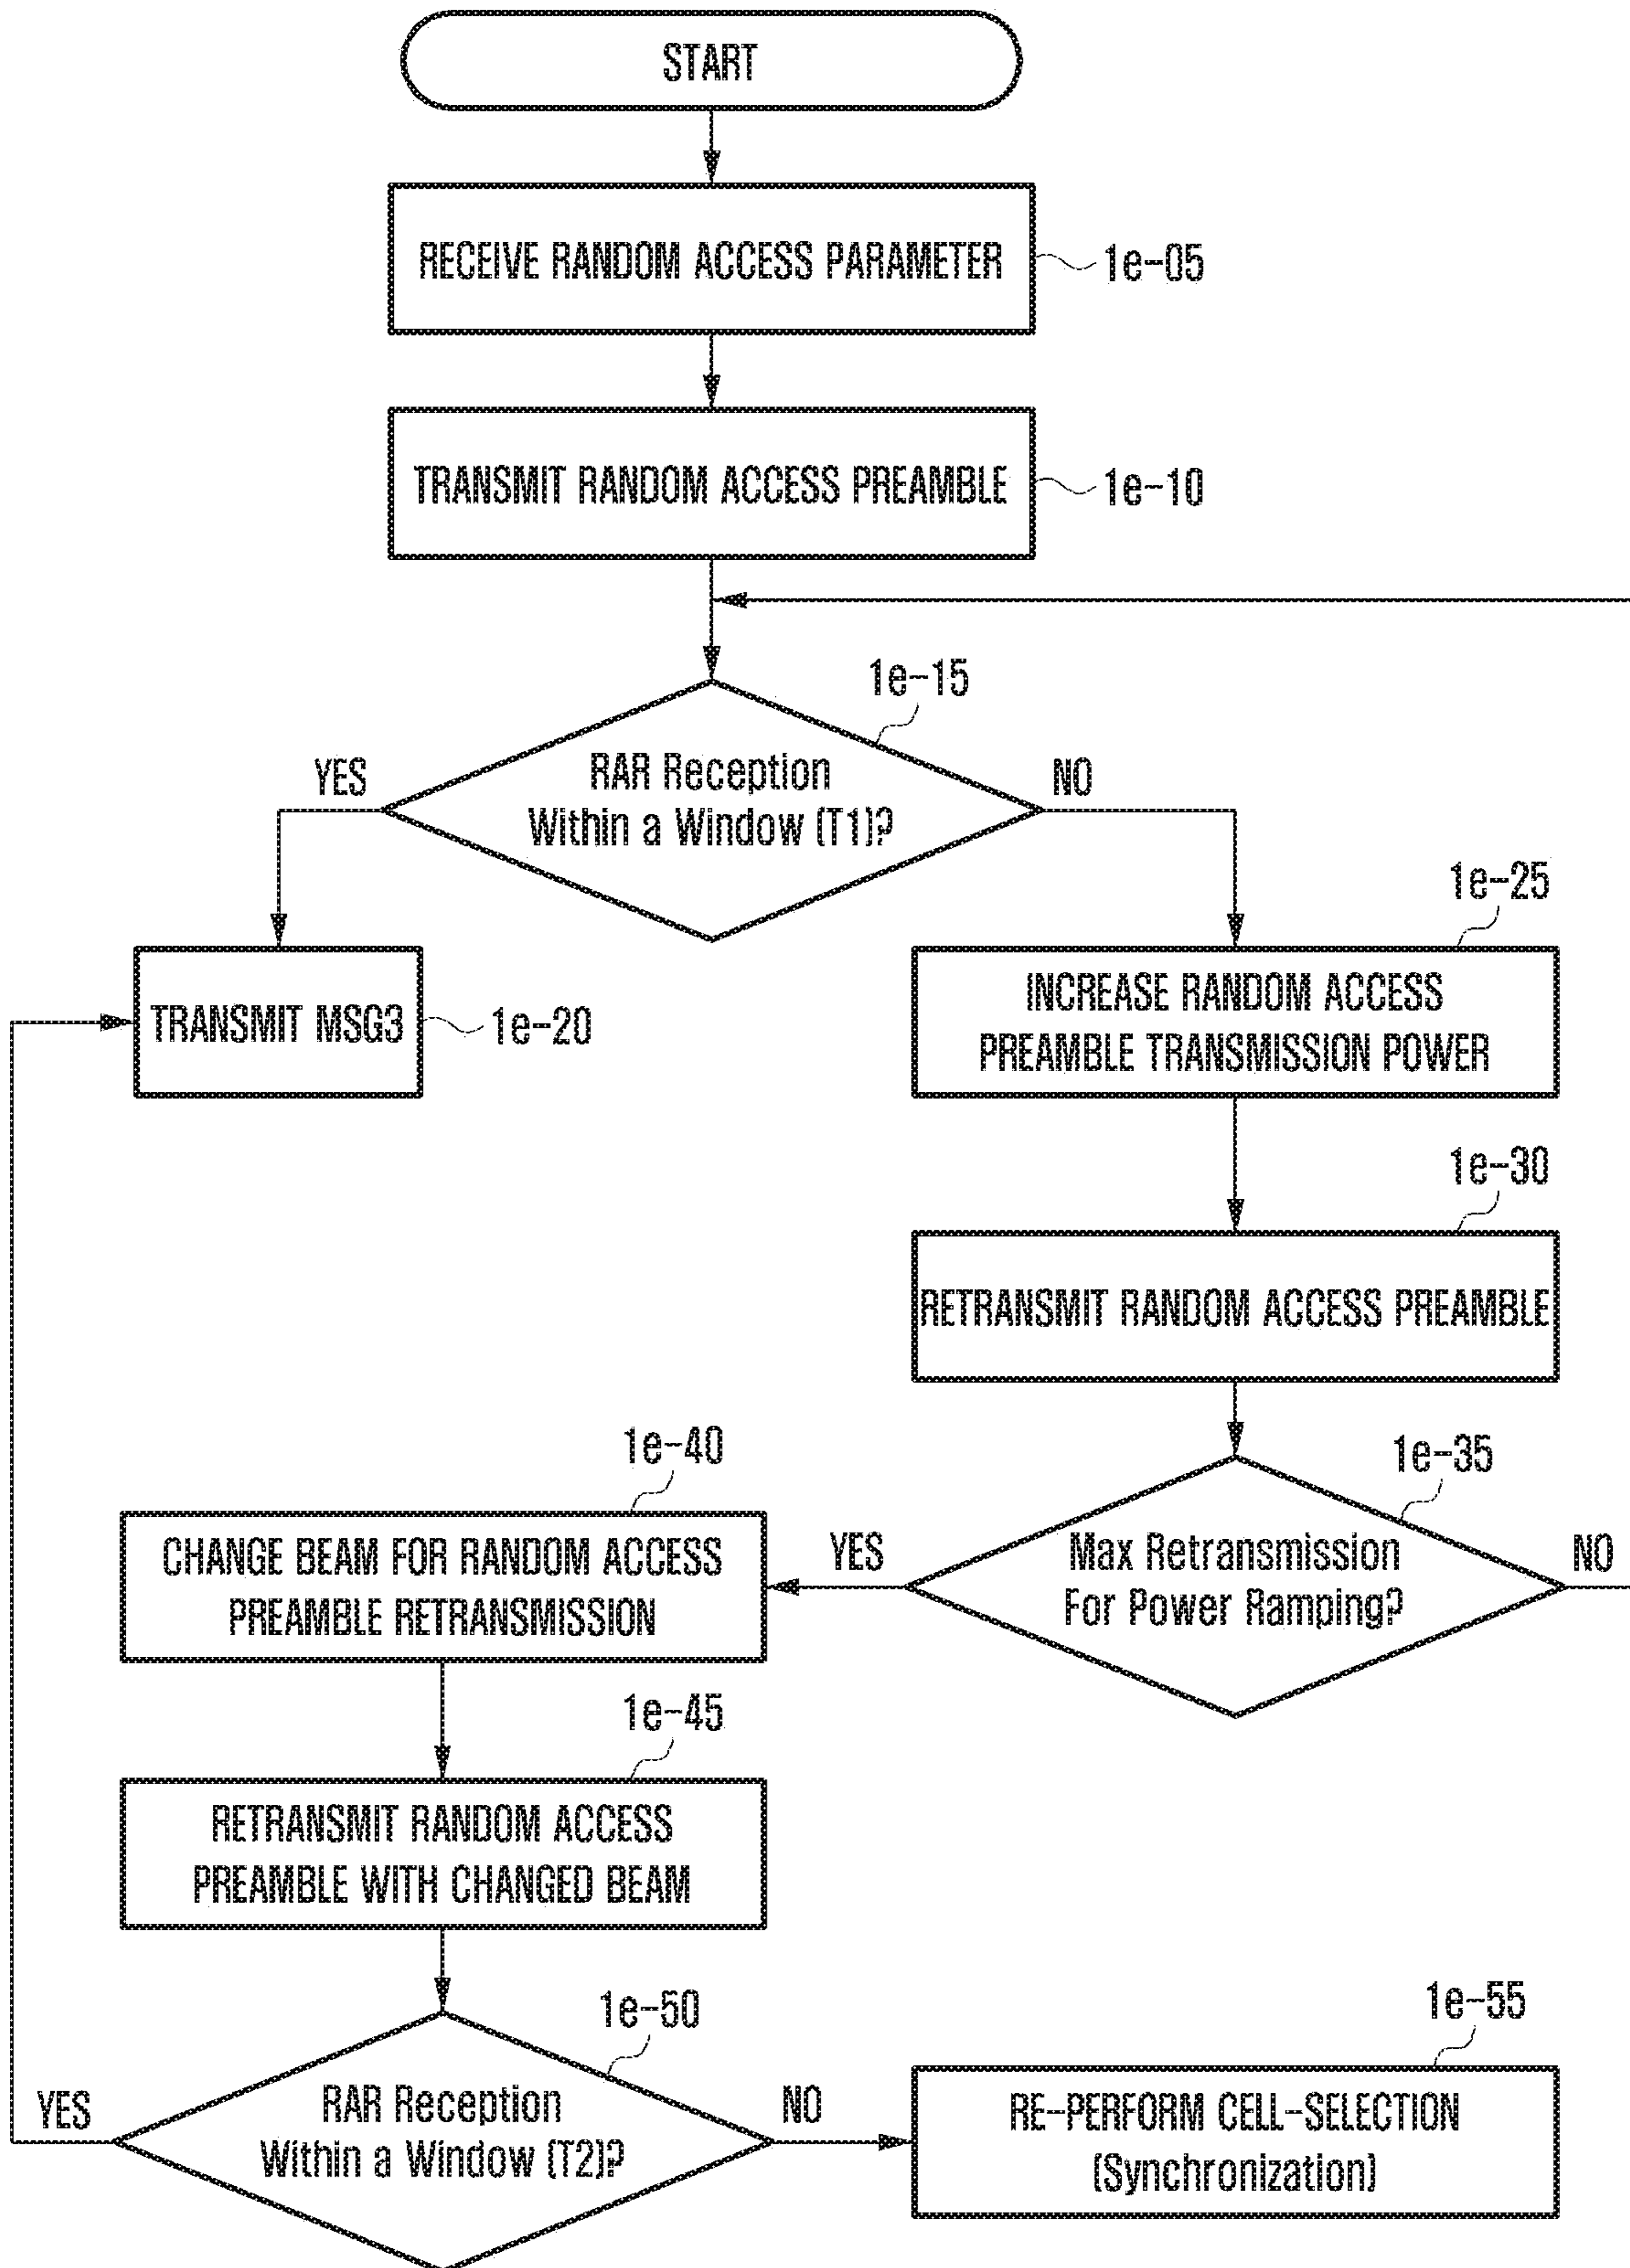 START
RECEIVE RANDOM ACCESS PARAMETER
1e-05
TRANSMIT RANDOM ACCESS PREAMBLE
1e-10
1e-15
YES
RAR Reception
Within a Window (T1)?
NO
1e-25
TRANSMIT MSG3
1e-20
INCREASE RANDOM ACCESS
PREAMBLE TRANSMISSION POWER
1e-30
RETRANSMIT RANDOM ACCESS PREAMBLE
1e-40
1e-35
CHANGE BEAM FOR RANDOM ACCESS
PREAMBLE RETRANSMISSION
YES
Max Retransmission
For Power Ramping?
NO
1e-45
RETRANSMIT RANDOM ACCESS
PREAMBLE WITH CHANGED BEAM
1e-50
1e-55
YES
RAR Reception
Within a Window (T2)?
NO
RE-PERFORM CELL-SELECTION
(Synchronization)